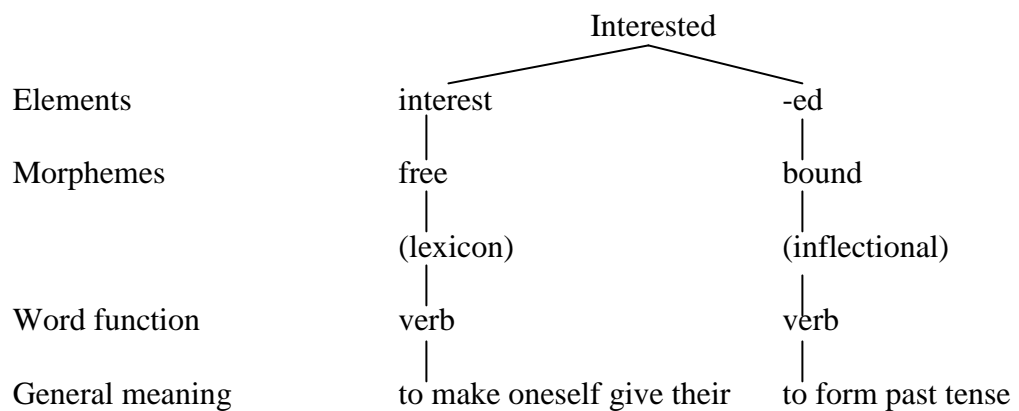 Interested
Elements interest -ed
Morphemes free bound
(lexicon) (inflectional)
Word function verb verb
General meaning to make oneself give their to form past tense